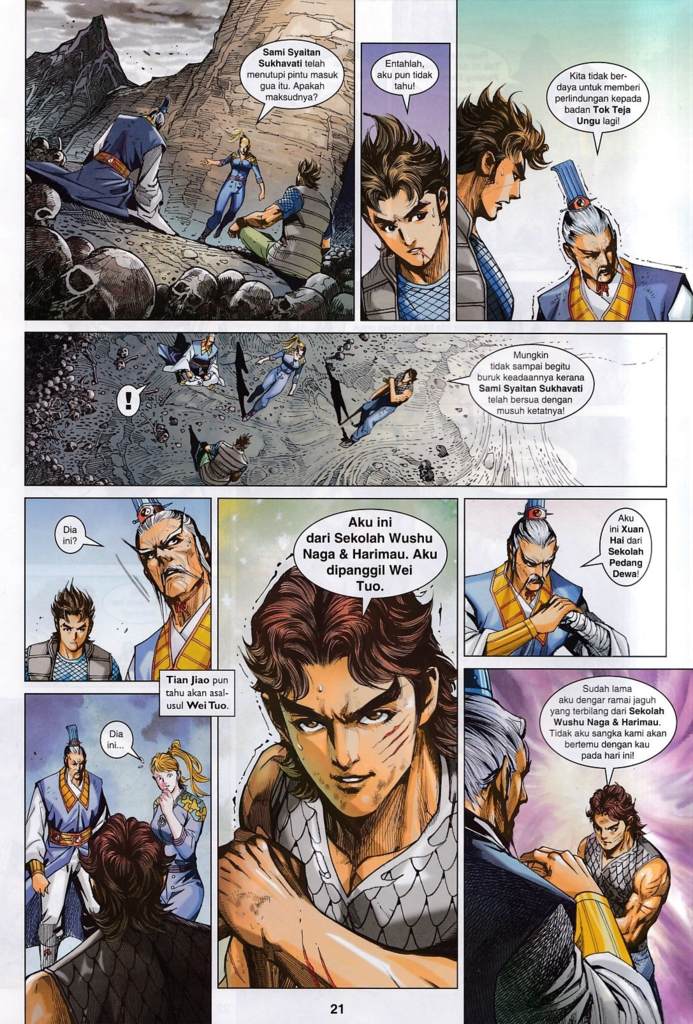 Sami Syaitan
Sukhavati telah
menutupi pintu masuk
gua itu. Apakah
maksudnya?
Entahlah,
aku pun tidak
tahu!
Kita tidak ber-
daya untuk memberi
perlindungan kepada
badan Tok Teja
Ungu lagi!
!
Mungkin
tidak sampai begitu
buruk keadaannya kerana
Sami Syaitan Sukhavati
telah bersua dengan
musuh ketatnya!
Dia
ini?
Tian Jiao pun
tahu akan asal-
usul Wei Tuo.
Dia
ini...
Aku ini
dari Sekolah Wushu
Naga & Harimau. Aku
dipanggil Wei
Tuo.
Aku
ini Xuan
Hai dari
Sekolah
Pedang
Dewa!
Sudah lama
aku dengar ramai jaguh
yang terbilang dari Sekolah
Wushu Naga & Harimau.
Tidak aku sangka kami akan
bertemu dengan kau
pada hari ini!
21